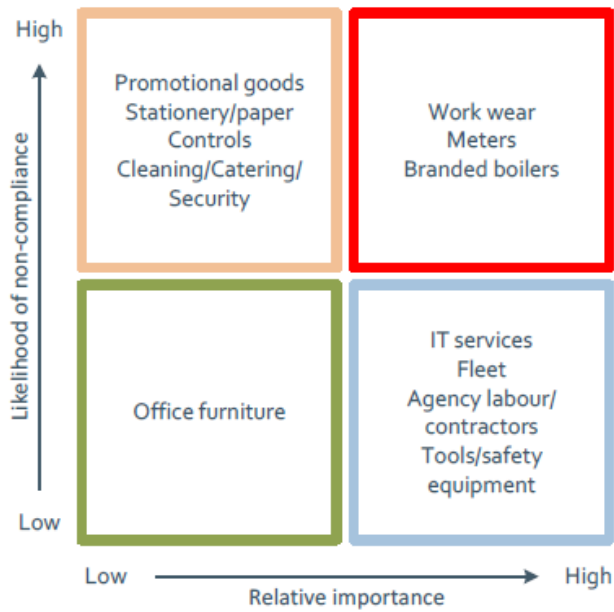 High
Likelihood of non-compliance
Low
Promotional goods
Stationery/paper
Controls
Cleaning/Catering/
Security
Work wear
Meters
Branded boilers
Office furniture
IT services
Fleet
Agency labour/
contractors
Tools/safety
equipment
Low
Relative importance
High